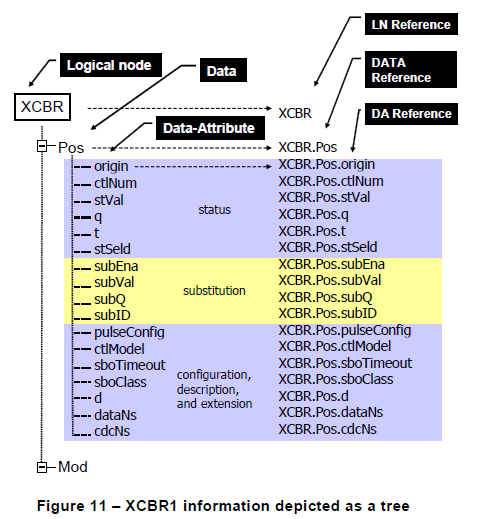 LN Reference
Logical node
Data
DATA
Reference
XCBR
XCBR
DA Reference
Data-Attribute
Pos
XCBR.Pos
origin
XCBR.Pos.origin
ctlNum
XCBR.Pos.ctlNum
stVal
XCBR.Pos.stVal
q
status
XCBR.Pos.q
t
XCBR.Pos.t
stSeld
XCBR.Pos.stSeld
subEna
XCBR.Pos.subEna
subVal
XCBR.Pos.subVal
subQ
substitution
XCBR.Pos.subQ
subID
XCBR.Pos.subID
pulseConfig
XCBR.Pos.pulseConfig
ctlModel
XCBR.Pos.ctlModel
sboTimeout
XCBR.Pos.sboTimeout
sboClass
configuration,
description,
and extension
XCBR.Pos.sboClass
d
XCBR.Pos.d
dataNs
XCBR.Pos.dataNs
cdcNs
XCBR.Pos.cdcNs
Mod
Figure 11 – XCBR1 information depicted as a tree